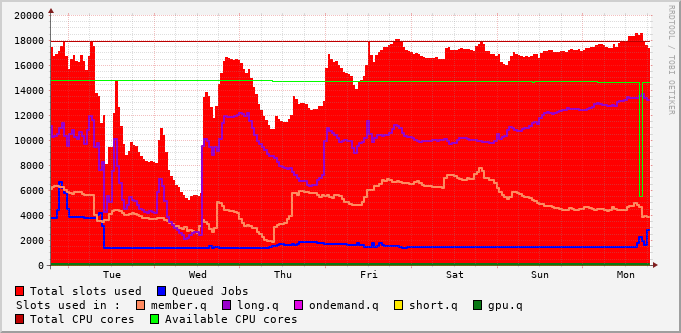 20000
18000
16000
14000
12000
10000
8000
6000
4000
2000
0
Tue Wed Thu Fri Sat Sun Mon
RRDTOOL / TOBI OETIKER
Total slots used Queued Jobs
Slots used in : member.q long.q ondemand.q short.q gpu.q
Total CPU cores Available CPU cores